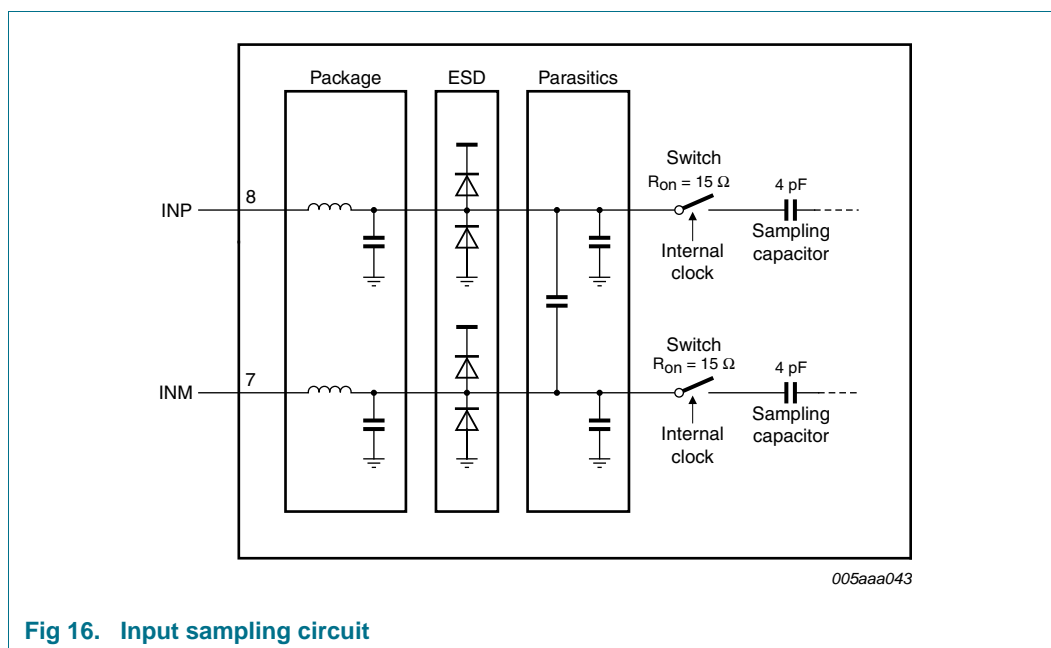 Package
ESD
Parasitics
Switch
Ron = 15 Ω
4 pF
INP
8
Internal
clock
Sampling
capacitor
Switch
Ron = 15 Ω
4 pF
INM
7
Internal
clock
Sampling
capacitor
005aaa043
Fig 16. Input sampling circuit